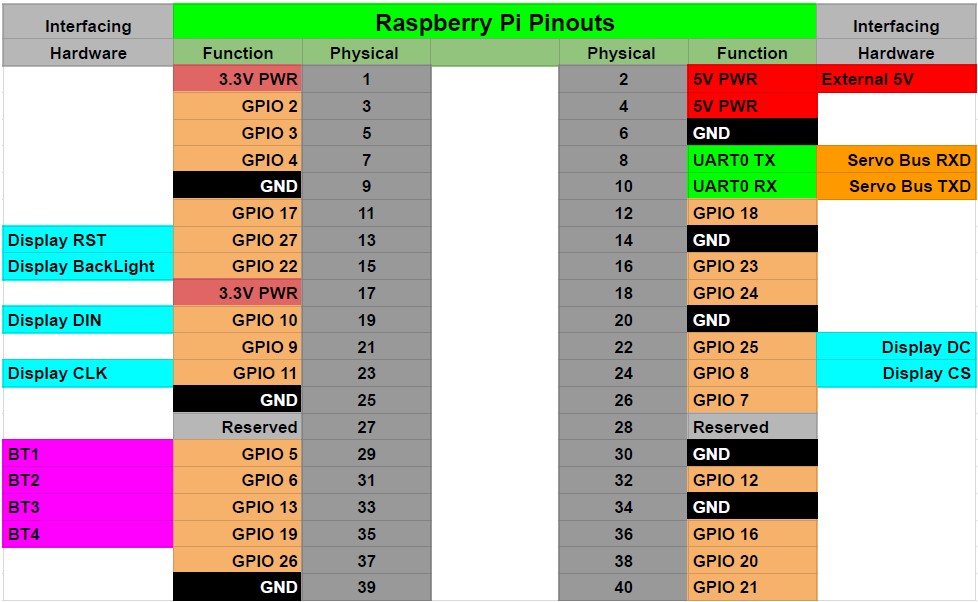 Interfacing Raspberry Pi Pinouts Interfacing
Hardware Function Physical Physical Function Hardware
3.3V PWR 1 2 5V PWR External 5V
GPIO 2 3 4 5V PWR
GPIO 3 5 6 GND
GPIO 4 7 8 UART0 TX Servo Bus RXD
GND 9 10 UART0 RX Servo Bus TXD
GPIO 17 11 12 GPIO 18
Display RST GPIO 27 13 14 GND
Display BackLight GPIO 22 15 16 GPIO 23
3.3V PWR 17 18 GPIO 24
Display DIN GPIO 10 19 20 GND
GPIO 9 21 22 GPIO 25 Display DC
Display CLK GPIO 11 23 24 GPIO 8 Display CS
GND 25 26 GPIO 7
Reserved 27 28 Reserved
BT1 GPIO 5 29 30 GND
BT2 GPIO 6 31 32 GPIO 12
BT3 GPIO 13 33 34 GND
BT4 GPIO 19 35 36 GPIO 16
GPIO 26 37 38 GPIO 20
GND 39 40 GPIO 21